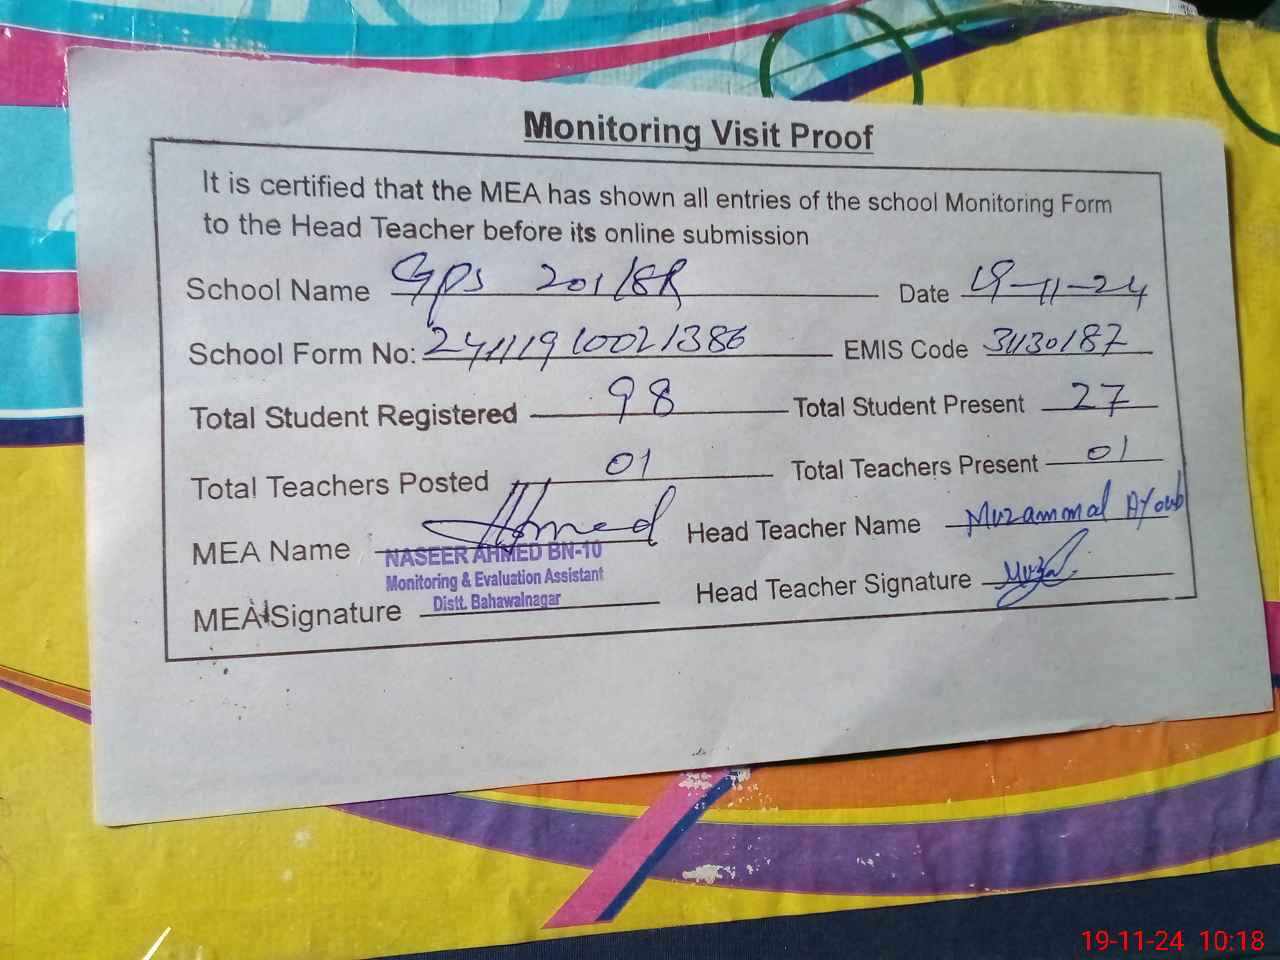 Monitoring Visit Proof
It is certified that the MEA has shown all entries of the school Monitoring Form
to the Head Teacher before its online submission
School Name GPS 201/8R Date 19-11-24
School Form No: 24111910021386 EMIS Code 31130187
Total Student Registered 98 Total Student Present 27
Total Teachers Posted 01 Total Teachers Present 01
MEA Name Ahmed Head Teacher Name Muzammal Ayoub
NASEER AHMED BN-10
Monitoring & Evaluation Assistant
Distt. Bahawalnagar
MEA Signature Head Teacher Signature Muza
19-11-24 10:18